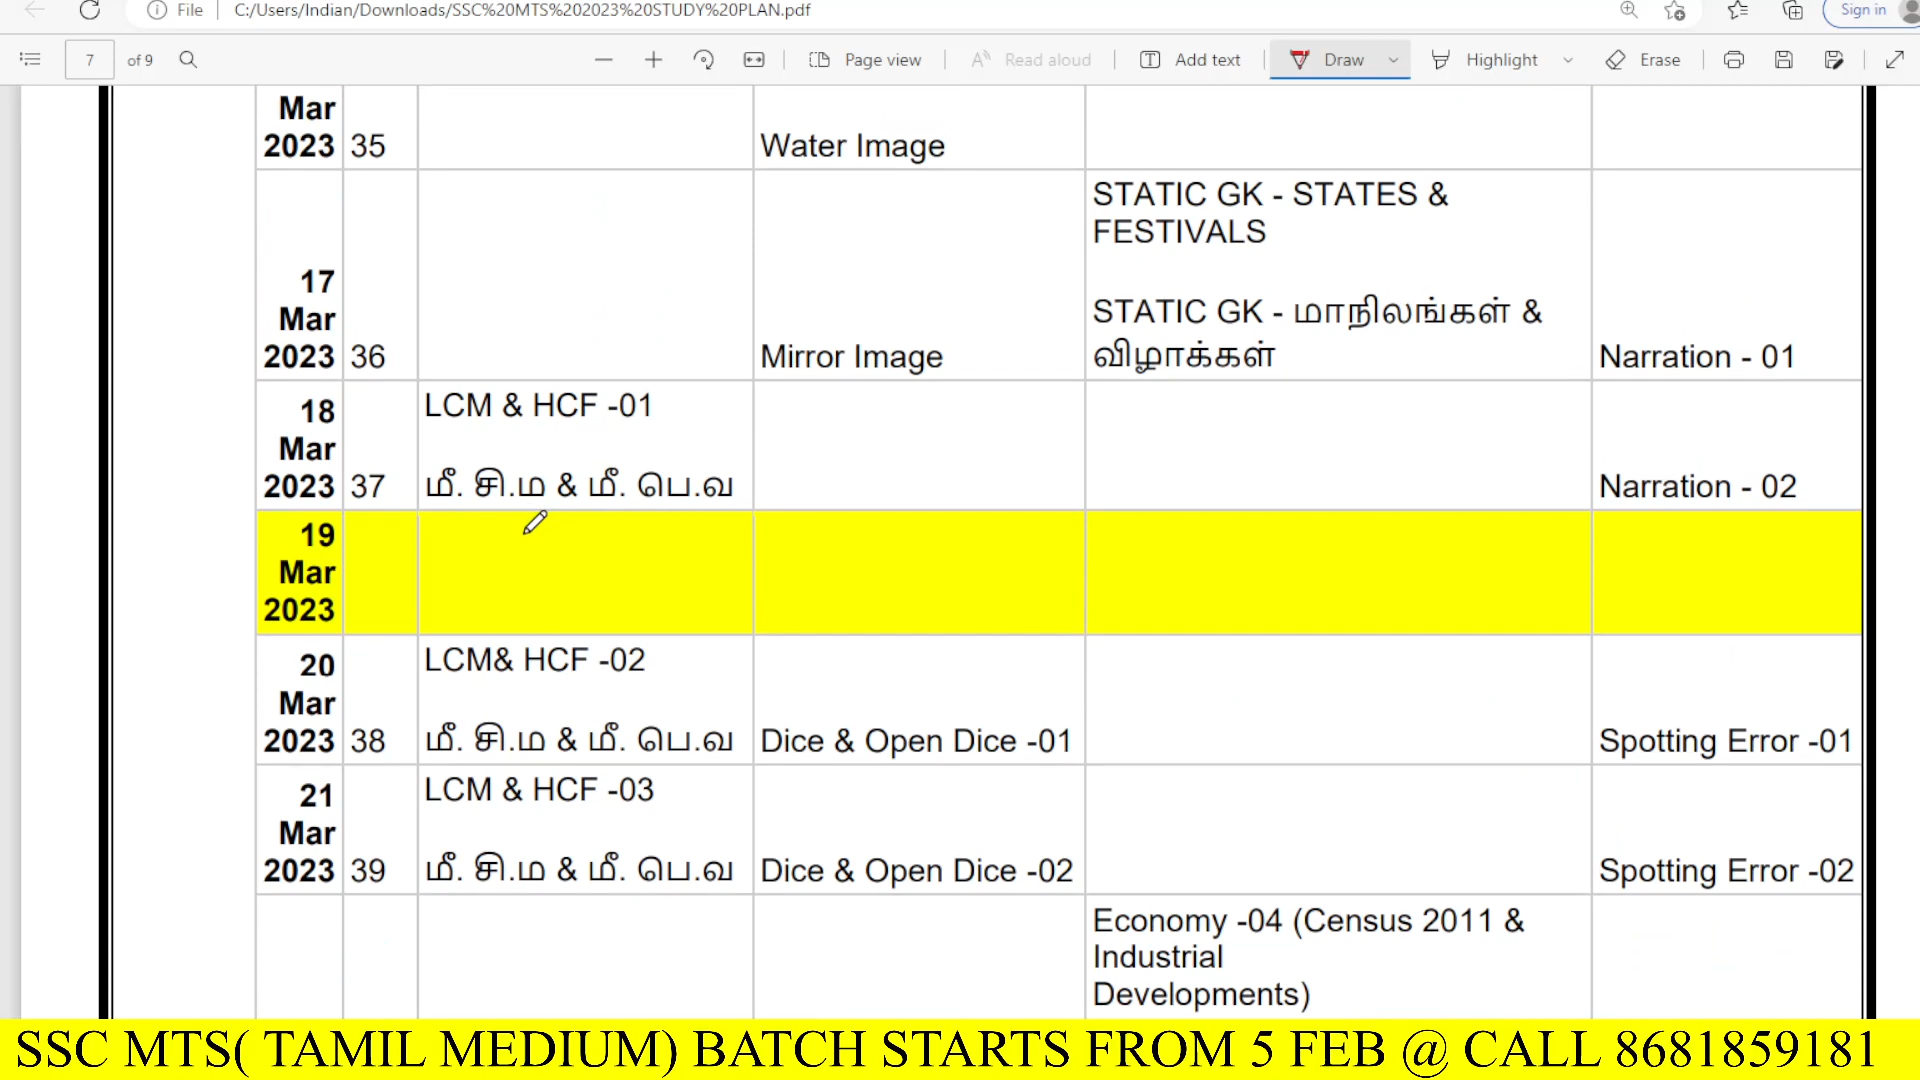 File C:/Users/Indian/Downloads/SSC%20MTS%202023%20STUDY%20PLAN.pdf Sign in
7 of 9 Page view Read aloud Add text Draw Highlight Erase
Mar
2023 35 Water Image
STATIC GK - STATES &
FESTIVALS
17
Mar STATIC GK - மாநிலங்கள் &
2023 36 Mirror Image விழாக்கள் Narration - 01
18 LCM & HCF -01
Mar
2023 37 மீ. சி.ம & மீ. பெ.வ Narration - 02
19
Mar
2023
20 LCM& HCF -02
Mar
2023 38 மீ. சி.ம & மீ. பெ.வ Dice & Open Dice -01 Spotting Error -01
21 LCM & HCF -03
Mar
2023 39 மீ. சி.ம & மீ. பெ.வ Dice & Open Dice -02 Spotting Error -02
Economy -04 (Census 2011 &
Industrial
Developments)
SSC MTS( TAMIL MEDIUM) BATCH STARTS FROM 5 FEB @ CALL 8681859181